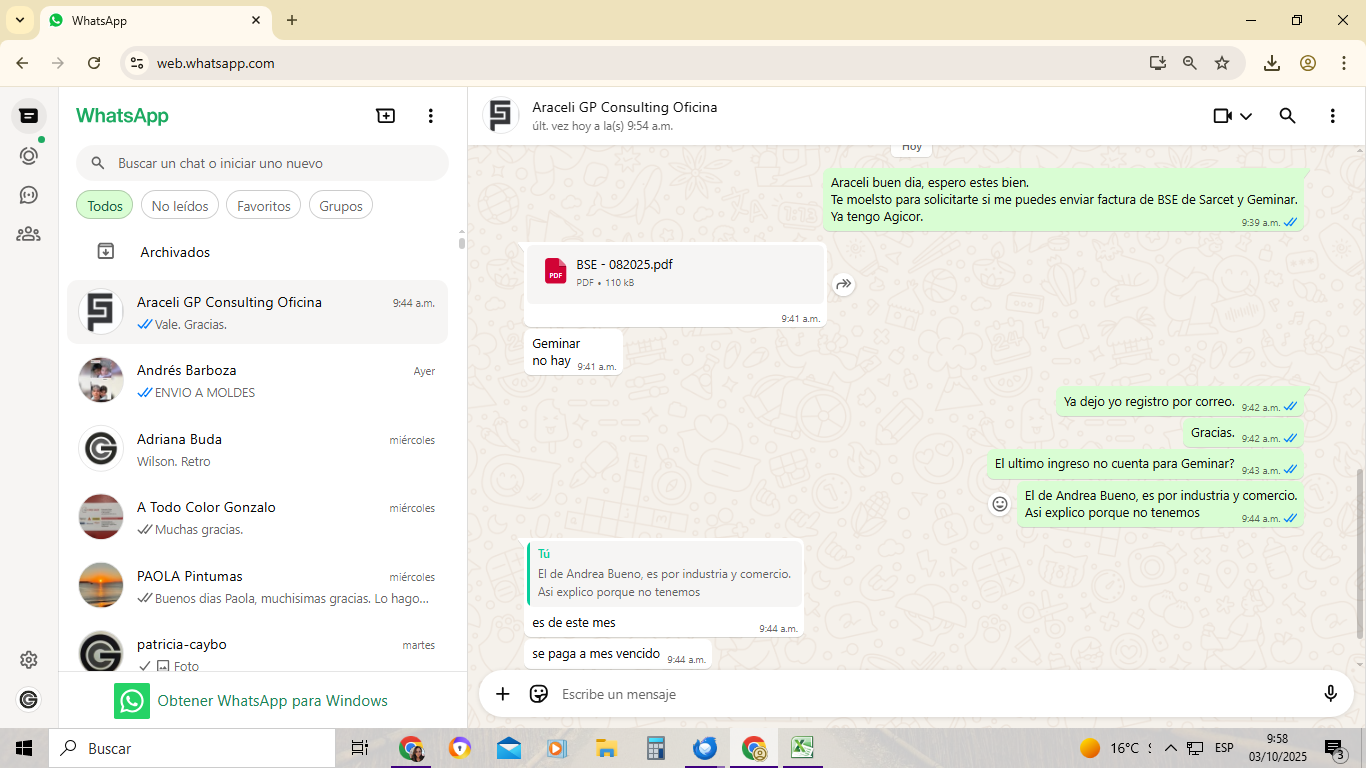 WhatsApp
web.whatsapp.com
WhatsApp
Buscar un chat o iniciar uno nuevo
Todos
No leídos
Favoritos
Grupos
Archivados
Araceli GP Consulting Oficina
9:44 a.m.
Vale. Gracias.
Andrés Barboza
Ayer
ENVIO A MOLDES
Adriana Buda
miércoles
Wilson. Retro
A Todo Color Gonzalo
miércoles
Muchas gracias.
PAOLA Pintumas
miércoles
Buenos dias Paola, muchisimas gracias. Lo hago...
patricia-caybo
martes
Foto
Obtener WhatsApp para Windows
Araceli GP Consulting Oficina
últ. vez hoy a la(s) 9:54 a.m.
Hoy
Araceli buen dia, espero estes bien.
Te moelsto para solicitarte si me puedes enviar factura de BSE de Sarcet y Geminar.
Ya tengo Agicor.
9:39 a.m.
BSE - 082025.pdf
PDF
PDF • 110 kB
9:41 a.m.
Geminar
no hay
9:41 a.m.
Ya dejo yo registro por correo.
9:42 a.m.
Gracias.
9:42 a.m.
El ultimo ingreso no cuenta para Geminar?
9:43 a.m.
El de Andrea Bueno, es por industria y comercio.
Asi explico porque no tenemos
9:44 a.m.
Tú
El de Andrea Bueno, es por industria y comercio.
Asi explico porque no tenemos
es de este mes
9:44 a.m.
se paga a mes vencido
9:44 a.m.
Escribe un mensaje
Buscar
16°C
ESP
9:58
03/10/2025
3